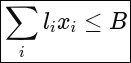 ∑_i l_i x_i ≤ B